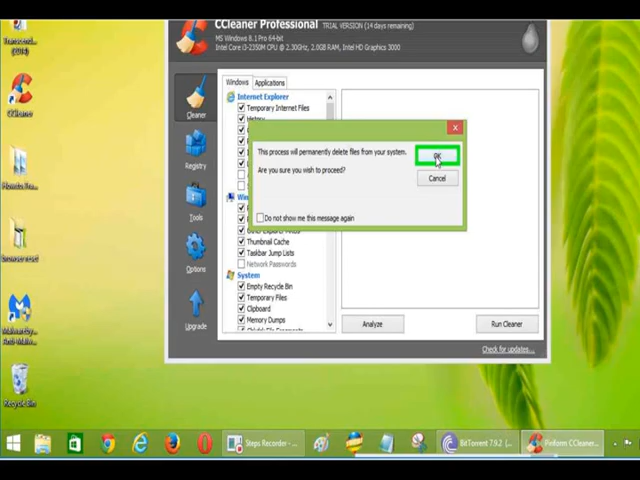 CCleaner Professional TRIAL VERSION (14 days remaining)
MS Windows 8.1 Pro 64-bit
Intel Core i3-2350M CPU @ 2.30GHz, 2.0GB RAM, Intel HD Graphics 3000
Transcend...
(2014)
CCleaner
Recycle Bin
Cleaner
Registry
Tools
Options
Upgrade
Windows
Applications
Internet Explorer
Temporary Internet Files
History
This process will permanently delete files from your system.
Are you sure you wish to proceed?
OK
Cancel
Do not show me this message again
Thumbnail Cache
Taskbar Jump Lists
Network Passwords
System
Empty Recycle Bin
Temporary Files
Clipboard
Memory Dumps
Analyze
Run Cleaner
Check for updates...
Steps Recorder - ...
BitTorrent 7.9.2 (...
Piriform CCleaner...